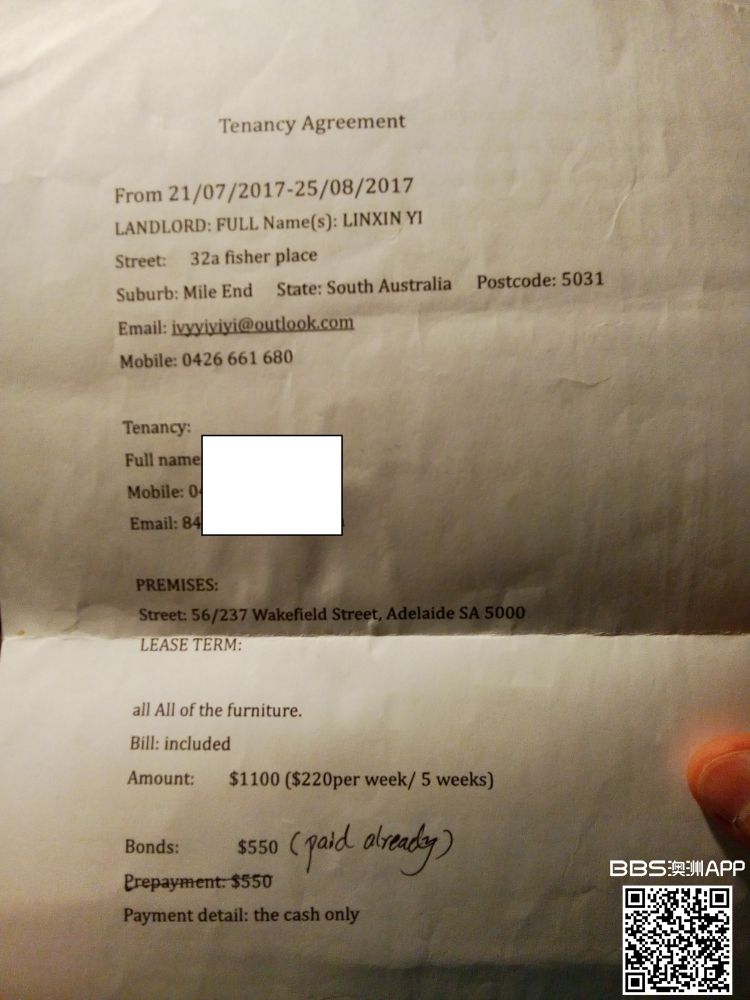 Tenancy Agreement
From 21/07/2017-25/08/2017
LANDLORD: FULL Name(s): LINXIN YI
Street: 32a fisher place
Suburb: Mile End State: South Australia Postcode: 5031
Email: ivyyiyiyi@outlook.com
Mobile: 0426 661 680
Tenancy:
Full name
Mobile: 04
Email: 84
PREMISES:
Street: 56/237 Wakefield Street, Adelaide SA 5000
LEASE TERM:
all All of the furniture.
Bill: included
Amount: $1100 ($220per week/ 5 weeks)
Bonds: $550 (paid already)
Prepayment: $550
Payment detail: the cash only
BBS澳洲APP